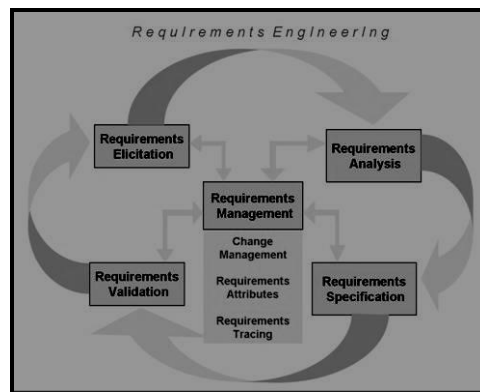 Requirements Engineering
Requirements
Elicitation
Requirements
Analysis
Requirements
Management
Change
Management
Requirements
Attributes
Requirements
Tracing
Requirements
Validation
Requirements
Specification